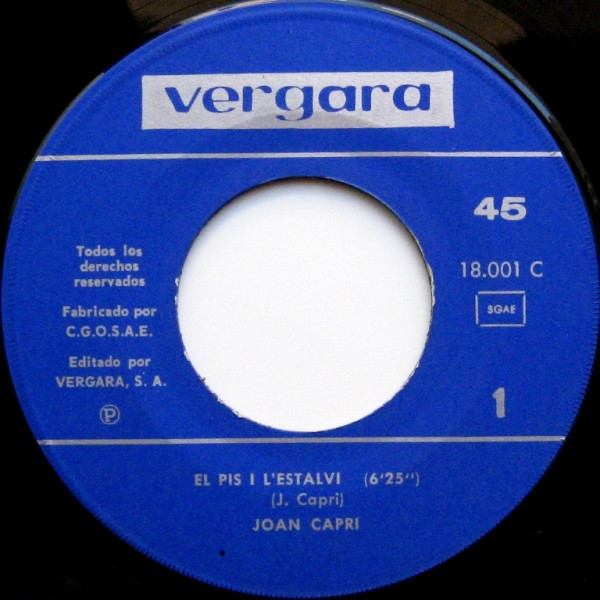 vergara
45
Todos los
derechos
reservados
18.001 C
SGAE
Fabricado por
C.G.O.S.A.E.
Editado por
VERGARA, S. A.
℗
1
EL PIS I L'ESTALVI (6'25'')
(J. Capri)
JOAN CAPRI